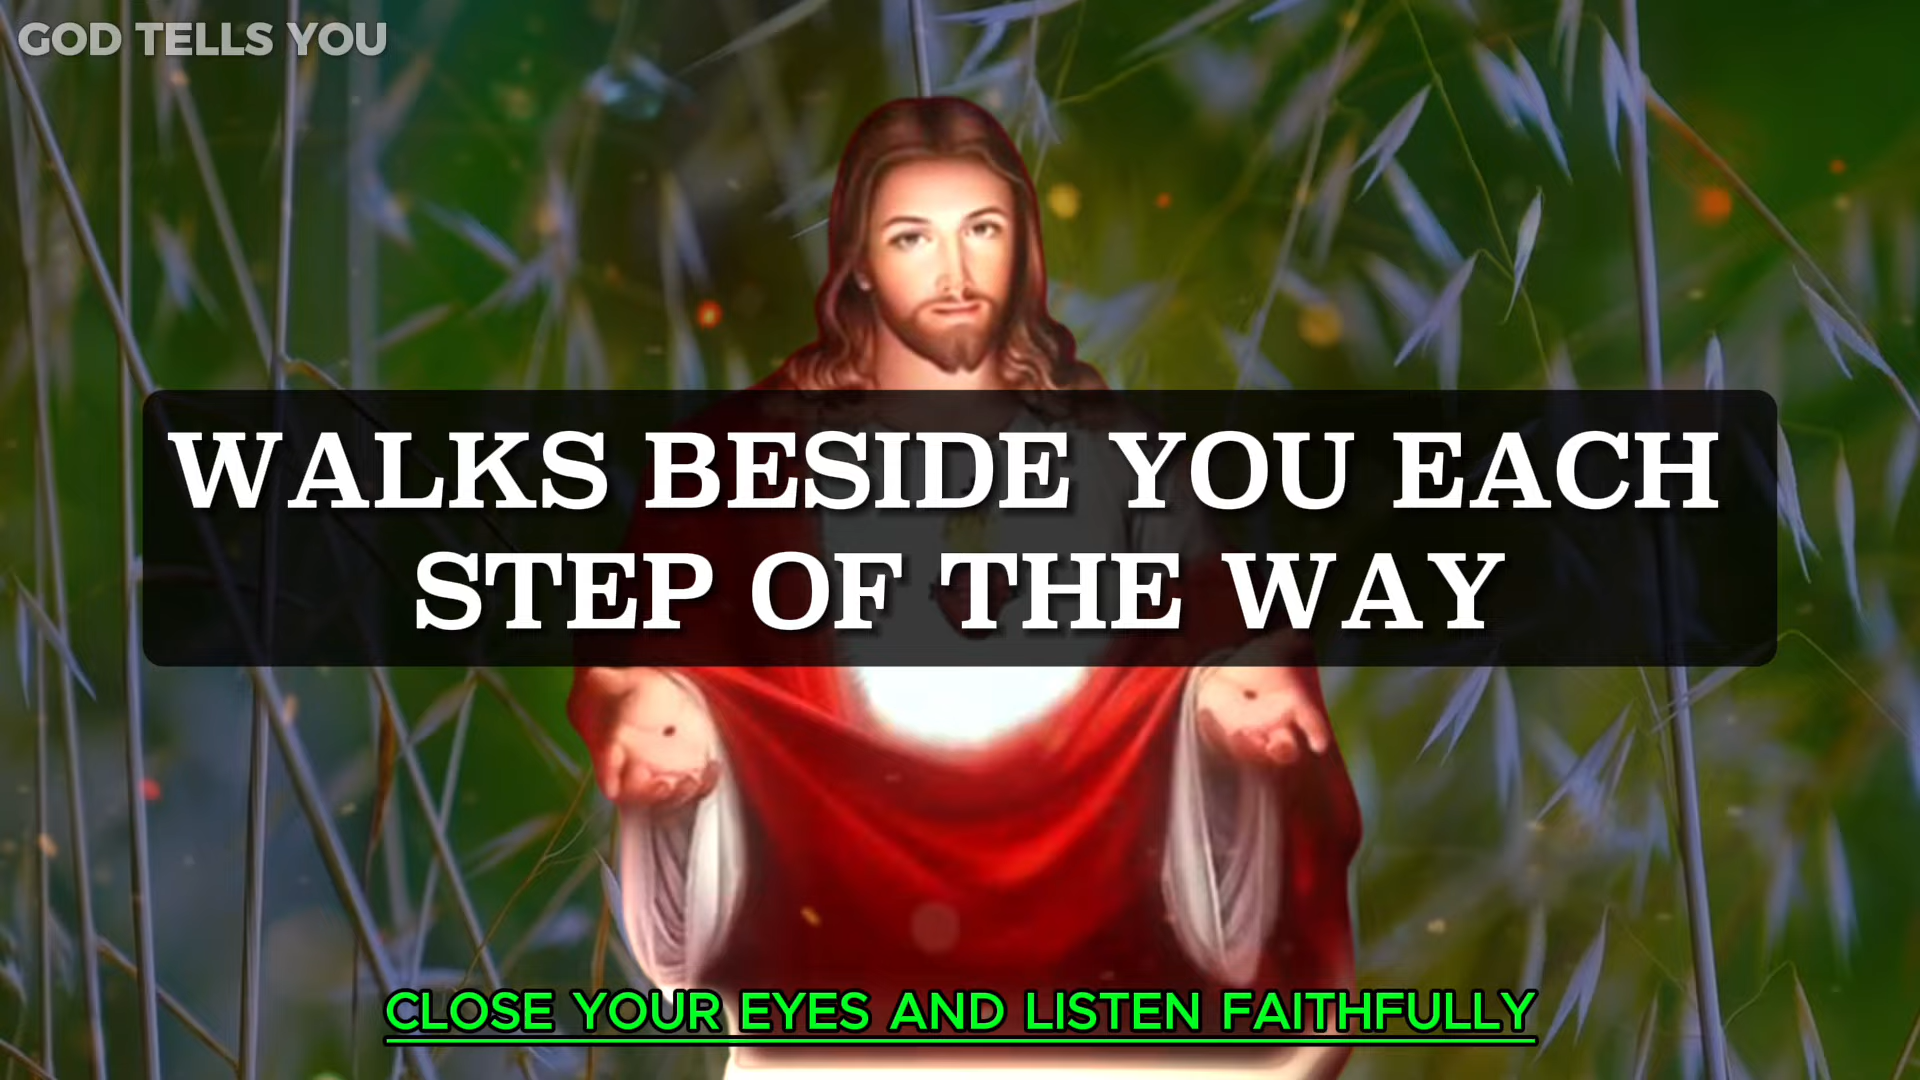 GOD TELLS YOU
WALKS BESIDE YOU EACH
STEP OF THE WAY
CLOSE YOUR EYES AND LISTEN FAITHFULLY